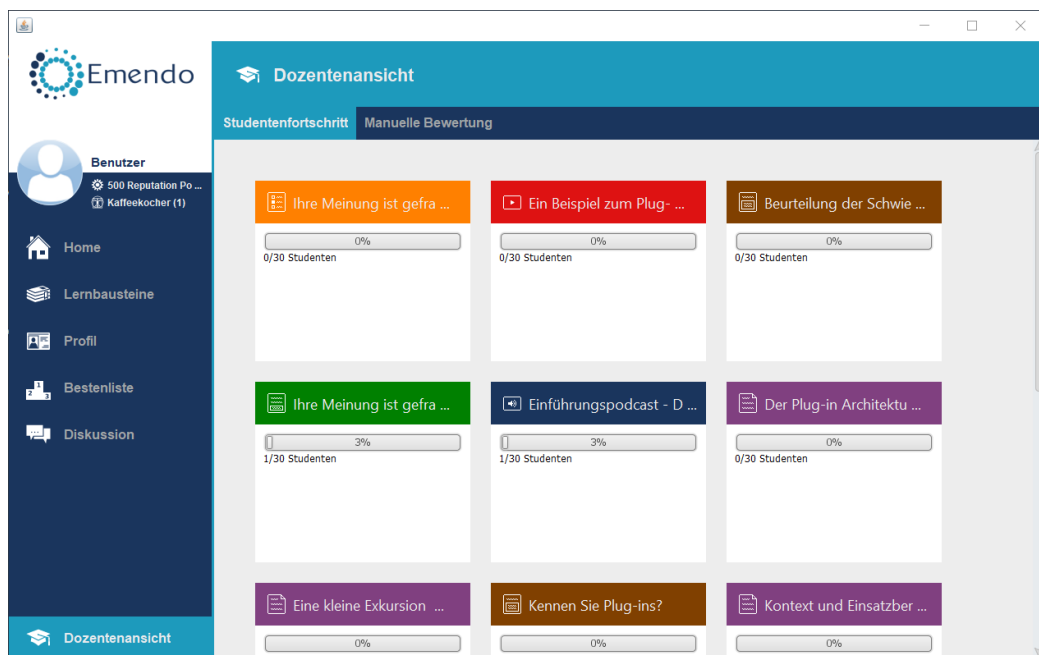 Emendo
Dozentenansicht
Studentenfortschritt Manuelle Bewertung
Benutzer
500 Reputation Po ...
Kaffeekocher (1)
Home
Lernbausteine
Profil
Bestenliste
Diskussion
Dozentenansicht
Ihre Meinung ist gefra ...
0%
0/30 Studenten
Ein Beispiel zum Plug- ...
0%
0/30 Studenten
Beurteilung der Schwie ...
0%
0/30 Studenten
Ihre Meinung ist gefra ...
3%
1/30 Studenten
Einführungspodcast - D ...
3%
1/30 Studenten
Der Plug-in Architektu ...
0%
0/30 Studenten
Eine kleine Exkursion ...
0%
Kennen Sie Plug-ins?
0%
Kontext und Einsatzber ...
0%